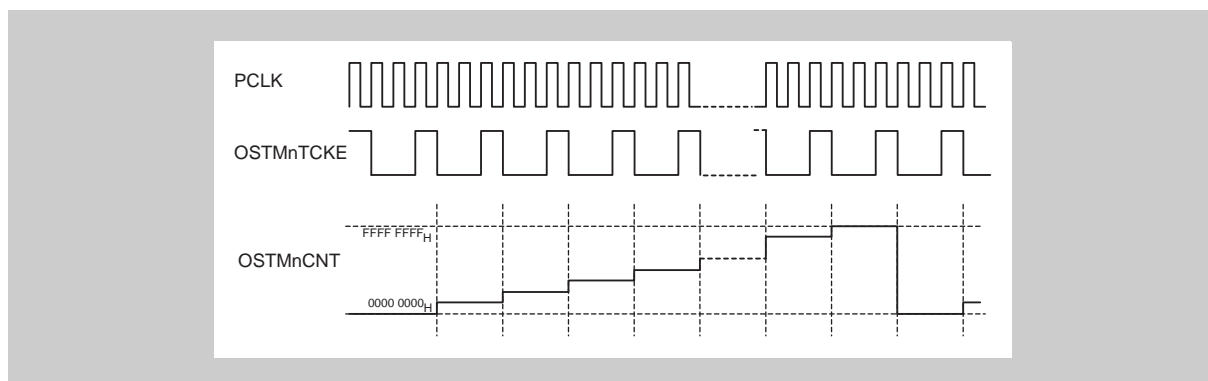 PCLK
OSTMnTCKE
FFFF FFFFH
OSTMnCNT
0000 0000H